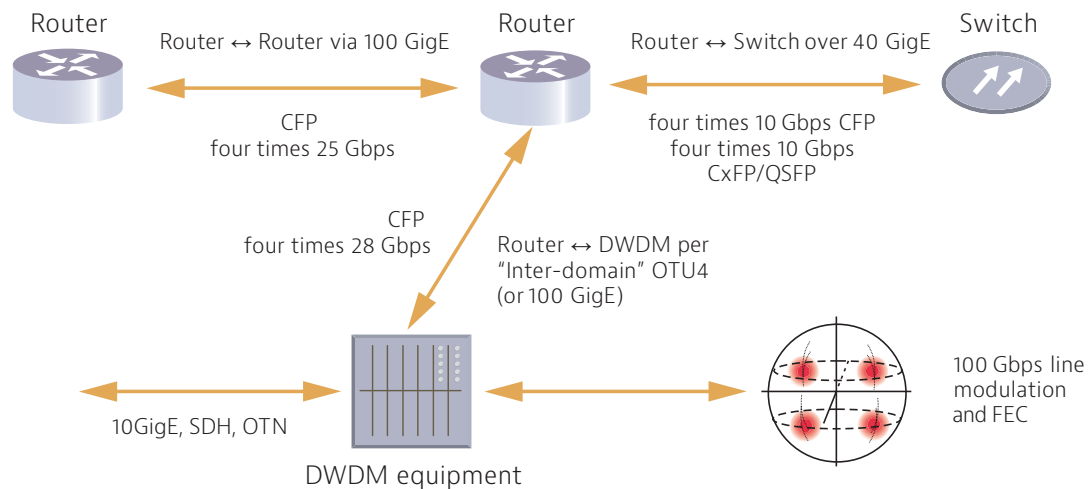 Router
Router ↔ Router via 100 GigE
CFP
four times 25 Gbps
Router
Router ↔ Switch over 40 GigE
four times 10 Gbps CFP
four times 10 Gbps
CxFP/QSFP
Switch
CFP
four times 28 Gbps
Router ↔ DWDM per
“Inter-domain” OTU4
(or 100 GigE)
10GigE, SDH, OTN
DWDM equipment
100 Gbps line
modulation
and FEC